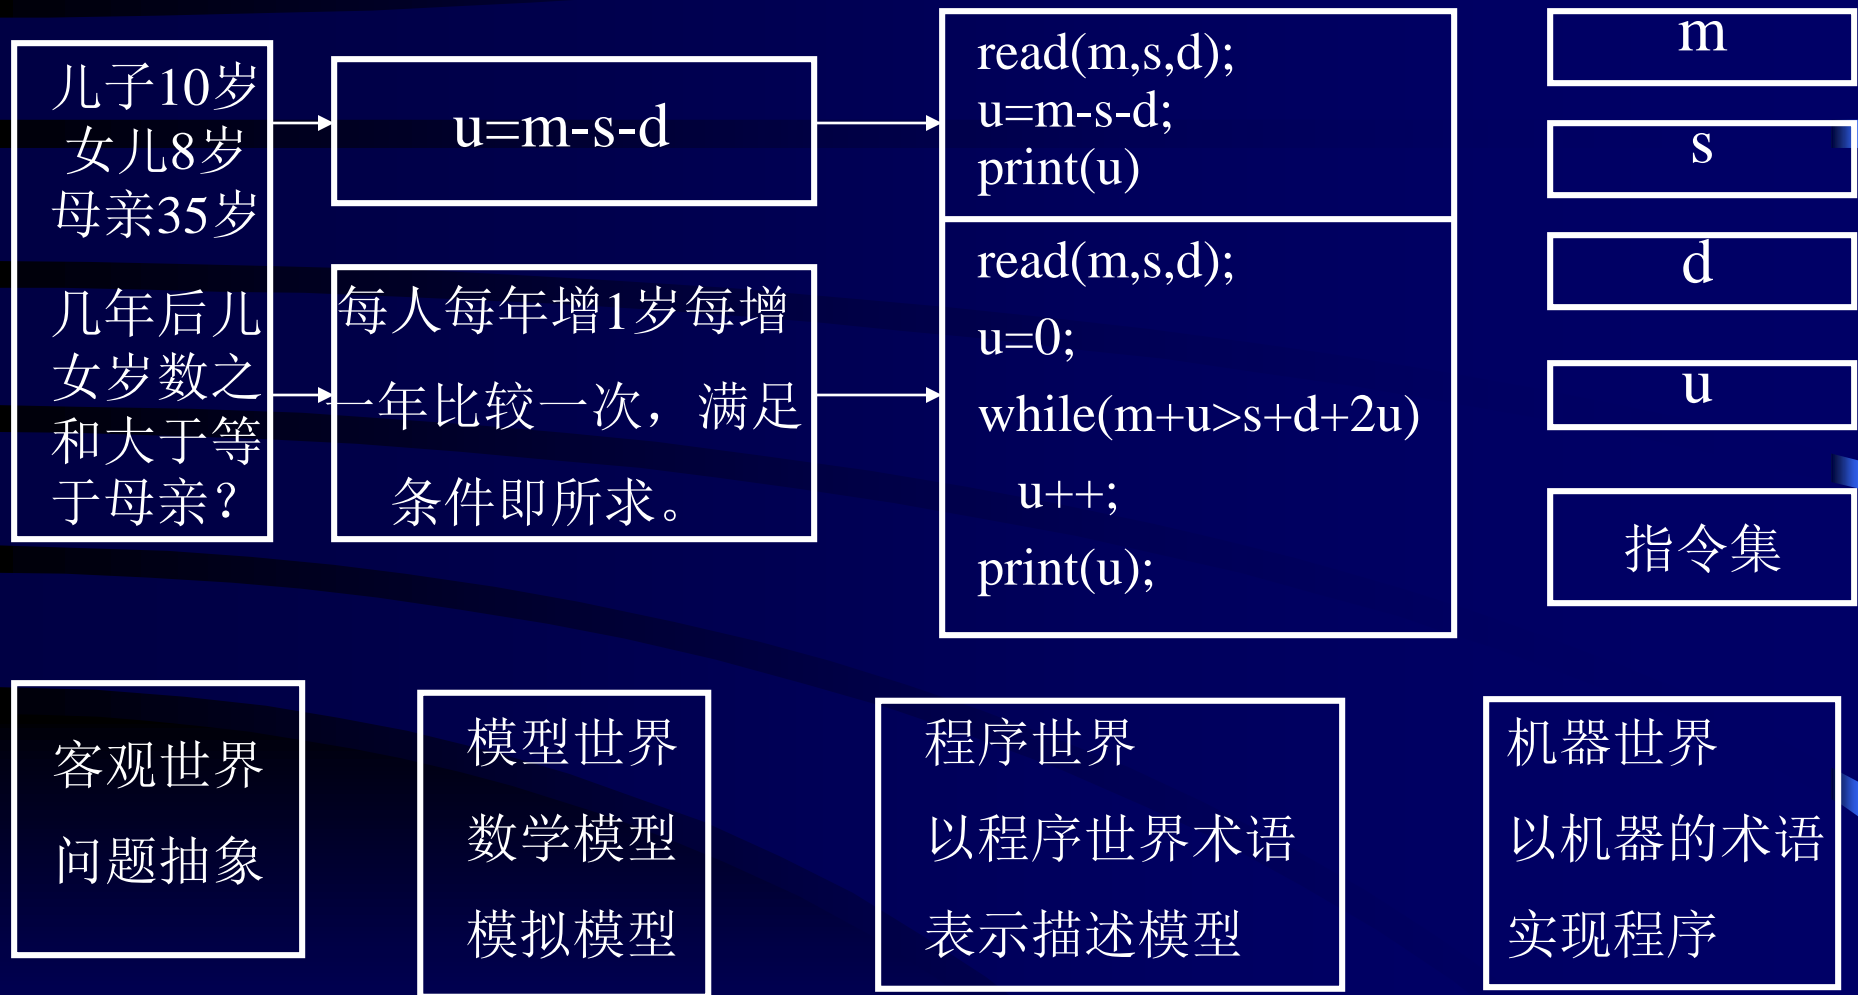 儿子10岁
女儿8岁
母亲35岁
几年后儿
女岁数之
和大于等
于母亲?
u=m-s-d
每人每年增1岁每增
一年比较一次，满足
条件即所求。
read(m,s,d);
u=m-s-d;
print(u)
read(m,s,d);
u=0;
while(m+u>s+d+2u)
u++;
print(u);
m
s
d
u
指令集
客观世界
问题抽象
模型世界
数学模型
模拟模型
程序世界
以程序世界术语
表示描述模型
机器世界
以机器的术语
实现程序